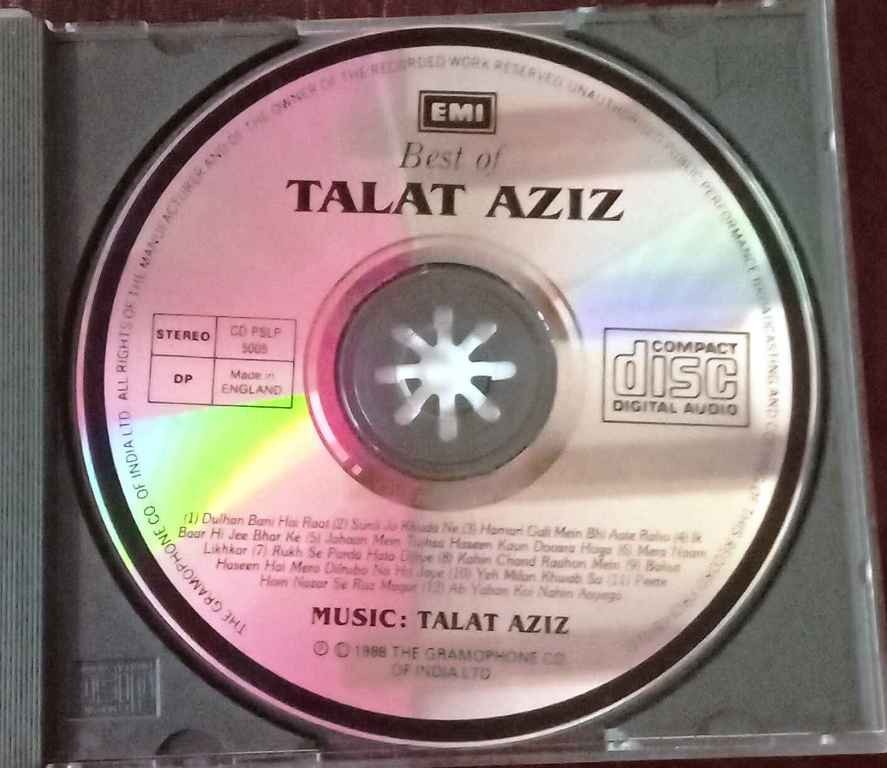 EMI
Best of
TALAT AZIZ
STEREO
CD PSLP
5005
DP
Made in
ENGLAND
COMPACT
disc
DIGITAL AUDIO
(1) Dulhan Bani Hai Raat (2) Suna Jo Khuda Ne (3) Hamari Gali Mein Bhi Aate Raho (4) Ik
Baar Hi Jee Bhar Ke (5) Jahaan Mein Tujhsa Haseen Kaun Doosra Hoga (6) Mera Naam
Likhkar (7) Rukh Se Parda Hata Dijiye (8) Kahin Chand Rauhan Mein (9)
Haseen Hai Mera Dilruba Na Ho Jaye (10) Yeh Milan Khwab Sa (11) Peete
Hain Nazar Se Raz Magar (12) Ab Yahan Koi Nahin Aayega
MUSIC: TALAT AZIZ
Ⓟ © 1988 THE GRAMOPHONE CO.
OF INDIA LTD
THE GRAMOPHONE CO. OF INDIA LTD ALL RIGHTS OF THE MANUFACTURER AND OF THE OWNER OF THE RECORDED WORK RESERVED UNAUTHORISED PUBLIC PERFORMANCE BROADCASTING AND